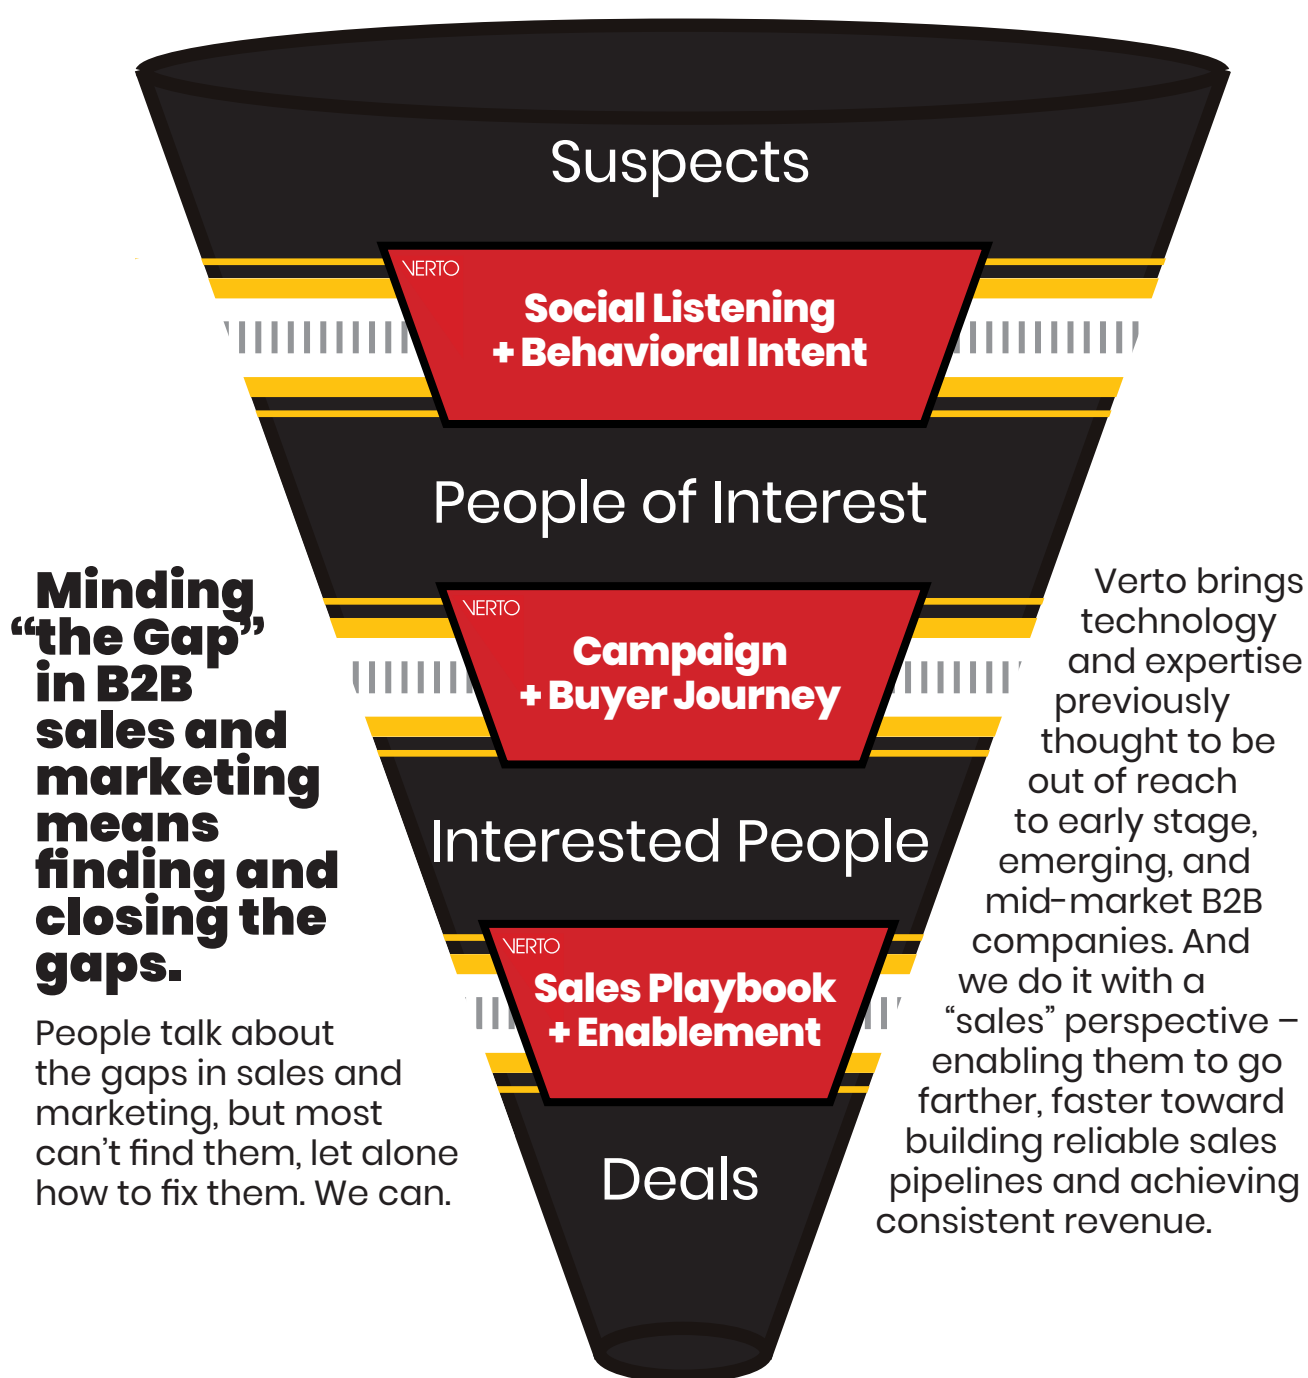 Suspects
VERTO
Social Listening
+ Behavioral Intent
People of Interest
VERTO
Campaign
+ Buyer Journey
Interested People
VERTO
Sales Playbook
+ Enablement
Deals
Minding
“the Gap”
in B2B
sales and
marketing
means
finding and
closing the
gaps.
People talk about
the gaps in sales and
marketing, but most
can’t find them, let alone
how to fix them. We can.
Verto brings
technology
and expertise
previously
thought to be
out of reach
to early stage,
emerging, and
mid-market B2B
companies. And
we do it with a
“sales” perspective –
enabling them to go
farther, faster toward
building reliable sales
pipelines and achieving
consistent revenue.